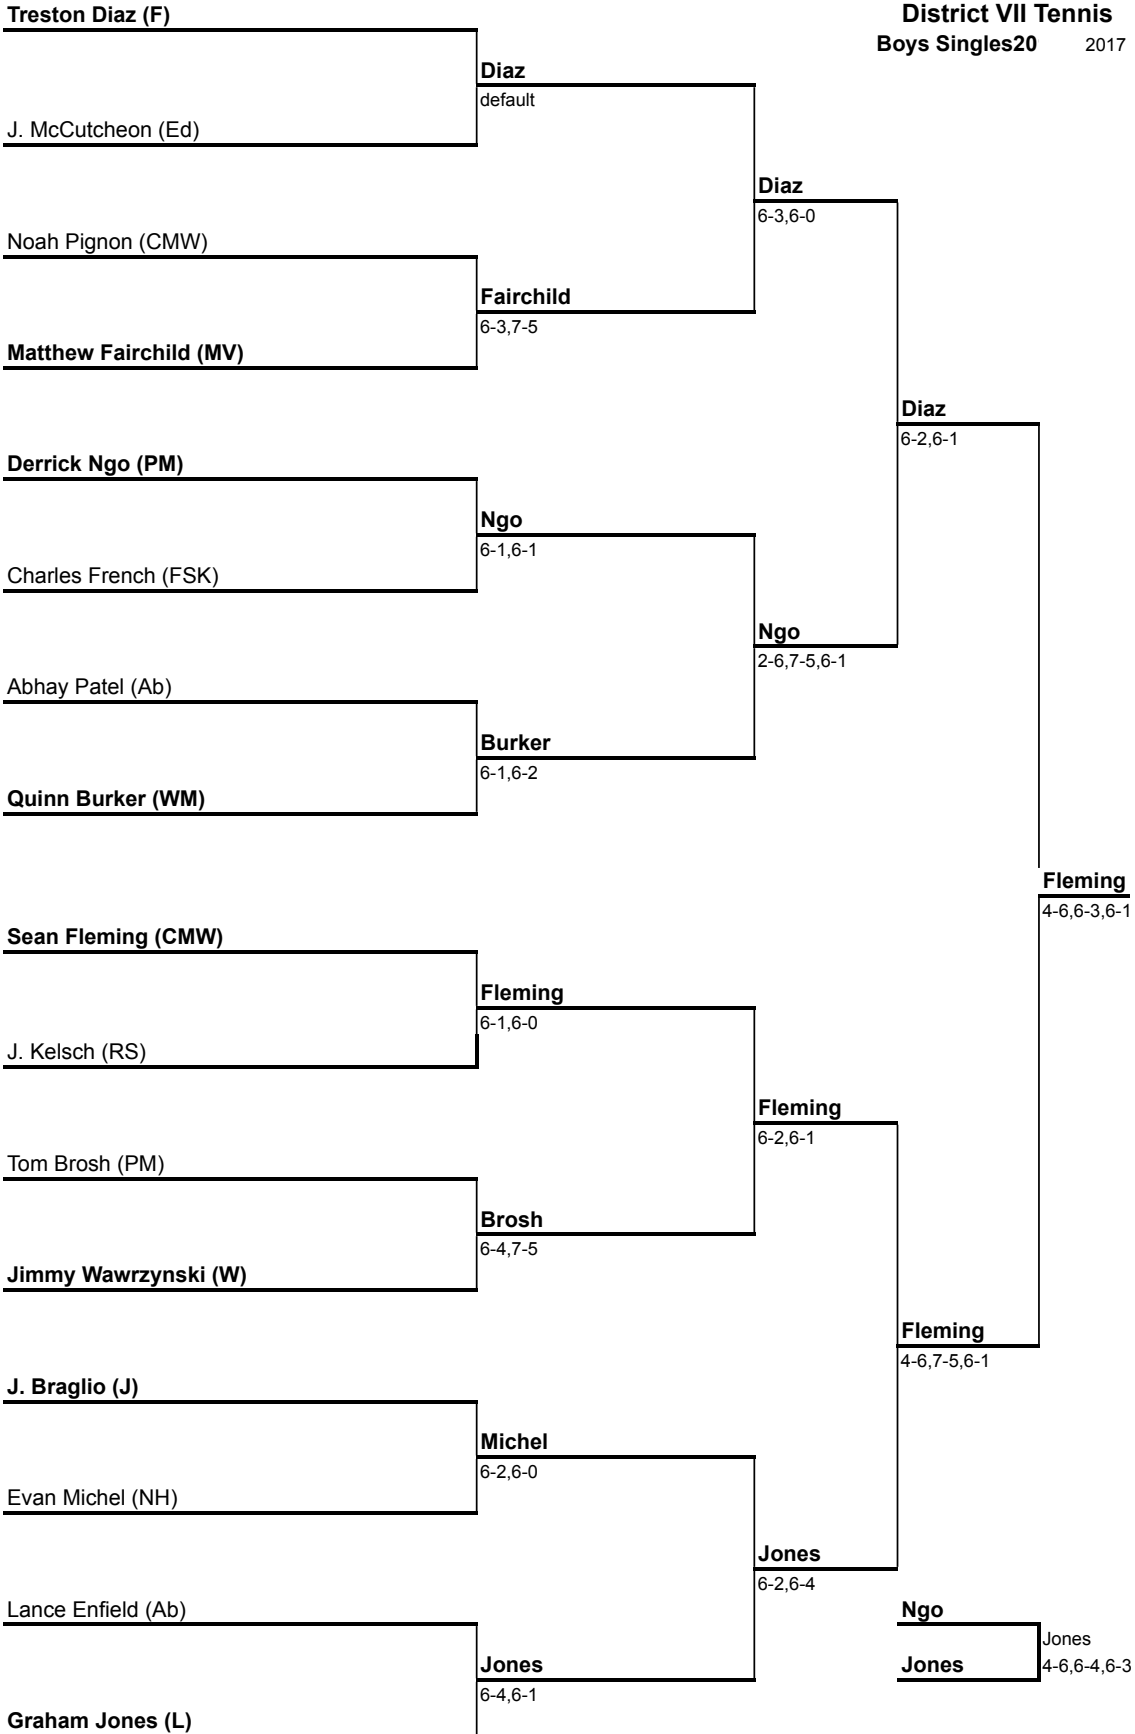 Treston Diaz (F)
District VII Tennis
Boys Singles20 2017
Diaz
default
J. McCutcheon (Ed)
Diaz
6-3,6-0
Noah Pignon (CMW)
Fairchild
6-3,7-5
Matthew Fairchild (MV)
Diaz
6-2,6-1
Derrick Ngo (PM)
Ngo
6-1,6-1
Charles French (FSK)
Ngo
2-6,7-5,6-1
Abhay Patel (Ab)
Burker
6-1,6-2
Quinn Burker (WM)
Fleming
4-6,6-3,6-1
Sean Fleming (CMW)
Fleming
6-1,6-0
J. Kelsch (RS)
Fleming
6-2,6-1
Tom Brosh (PM)
Brosh
6-4,7-5
Jimmy Wawrzynski (W)
Fleming
4-6,7-5,6-1
J. Braglio (J)
Michel
6-2,6-0
Evan Michel (NH)
Jones
6-2,6-4
Lance Enfield (Ab)
Ngo
Jones
Jones
Jones
4-6,6-4,6-3
6-4,6-1
Graham Jones (L)